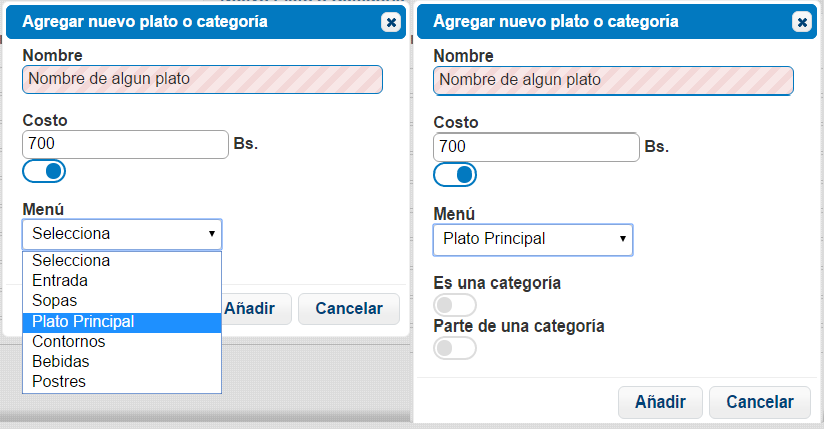 Agregar nuevo plato o categoría
Nombre
Nombre de algun plato
Costo
700 Bs.
Menú
Selecciona
Selecciona
Entrada
Sopas
Plato Principal
Contornos
Bebidas
Postres
Añadir Cancelar
Agregar nuevo plato o categoría
Nombre
Nombre de algun plato
Costo
700 Bs.
Menú
Plato Principal
Es una categoría
Parte de una categoría
Añadir Cancelar